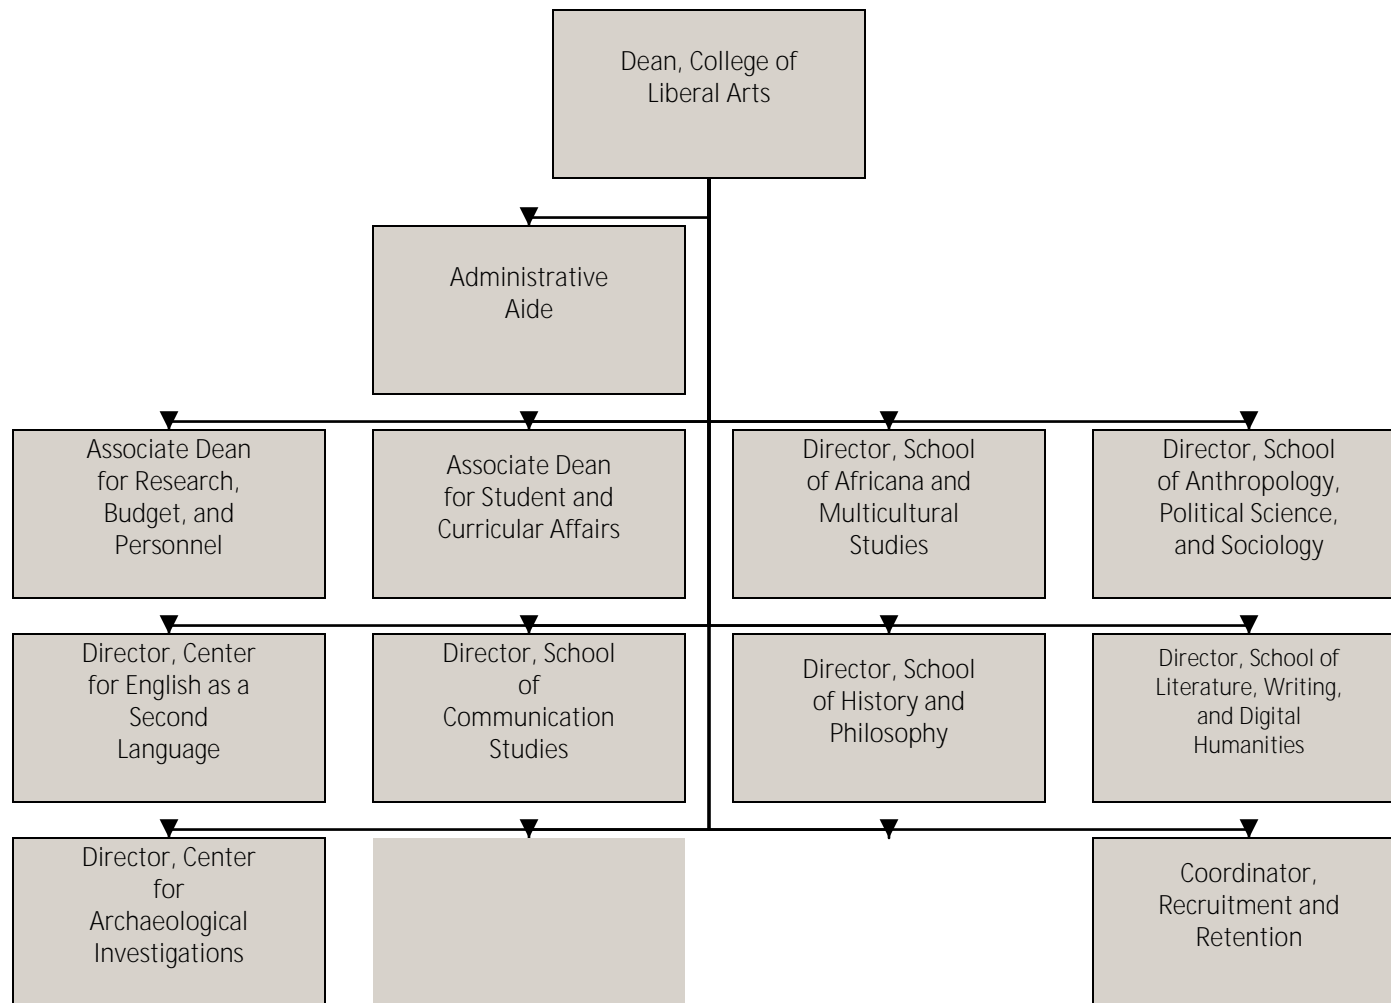 Dean, College of
Liberal Arts
Administrative
Aide
Associate Dean
for Research,
Budget, and
Personnel
Associate Dean
for Student and
Curricular Affairs
Director, School
of Africana and
Multicultural
Studies
Director, School
of Anthropology,
Political Science,
and Sociology
Director, Center
for English as a
Second
Language
Director, School
of
Communication
Studies
Director, School
of History and
Philosophy
Director, School of
Literature, Writing,
and Digital
Humanities
Director, Center
for
Archaeological
Investigations
Coordinator,
Recruitment and
Retention